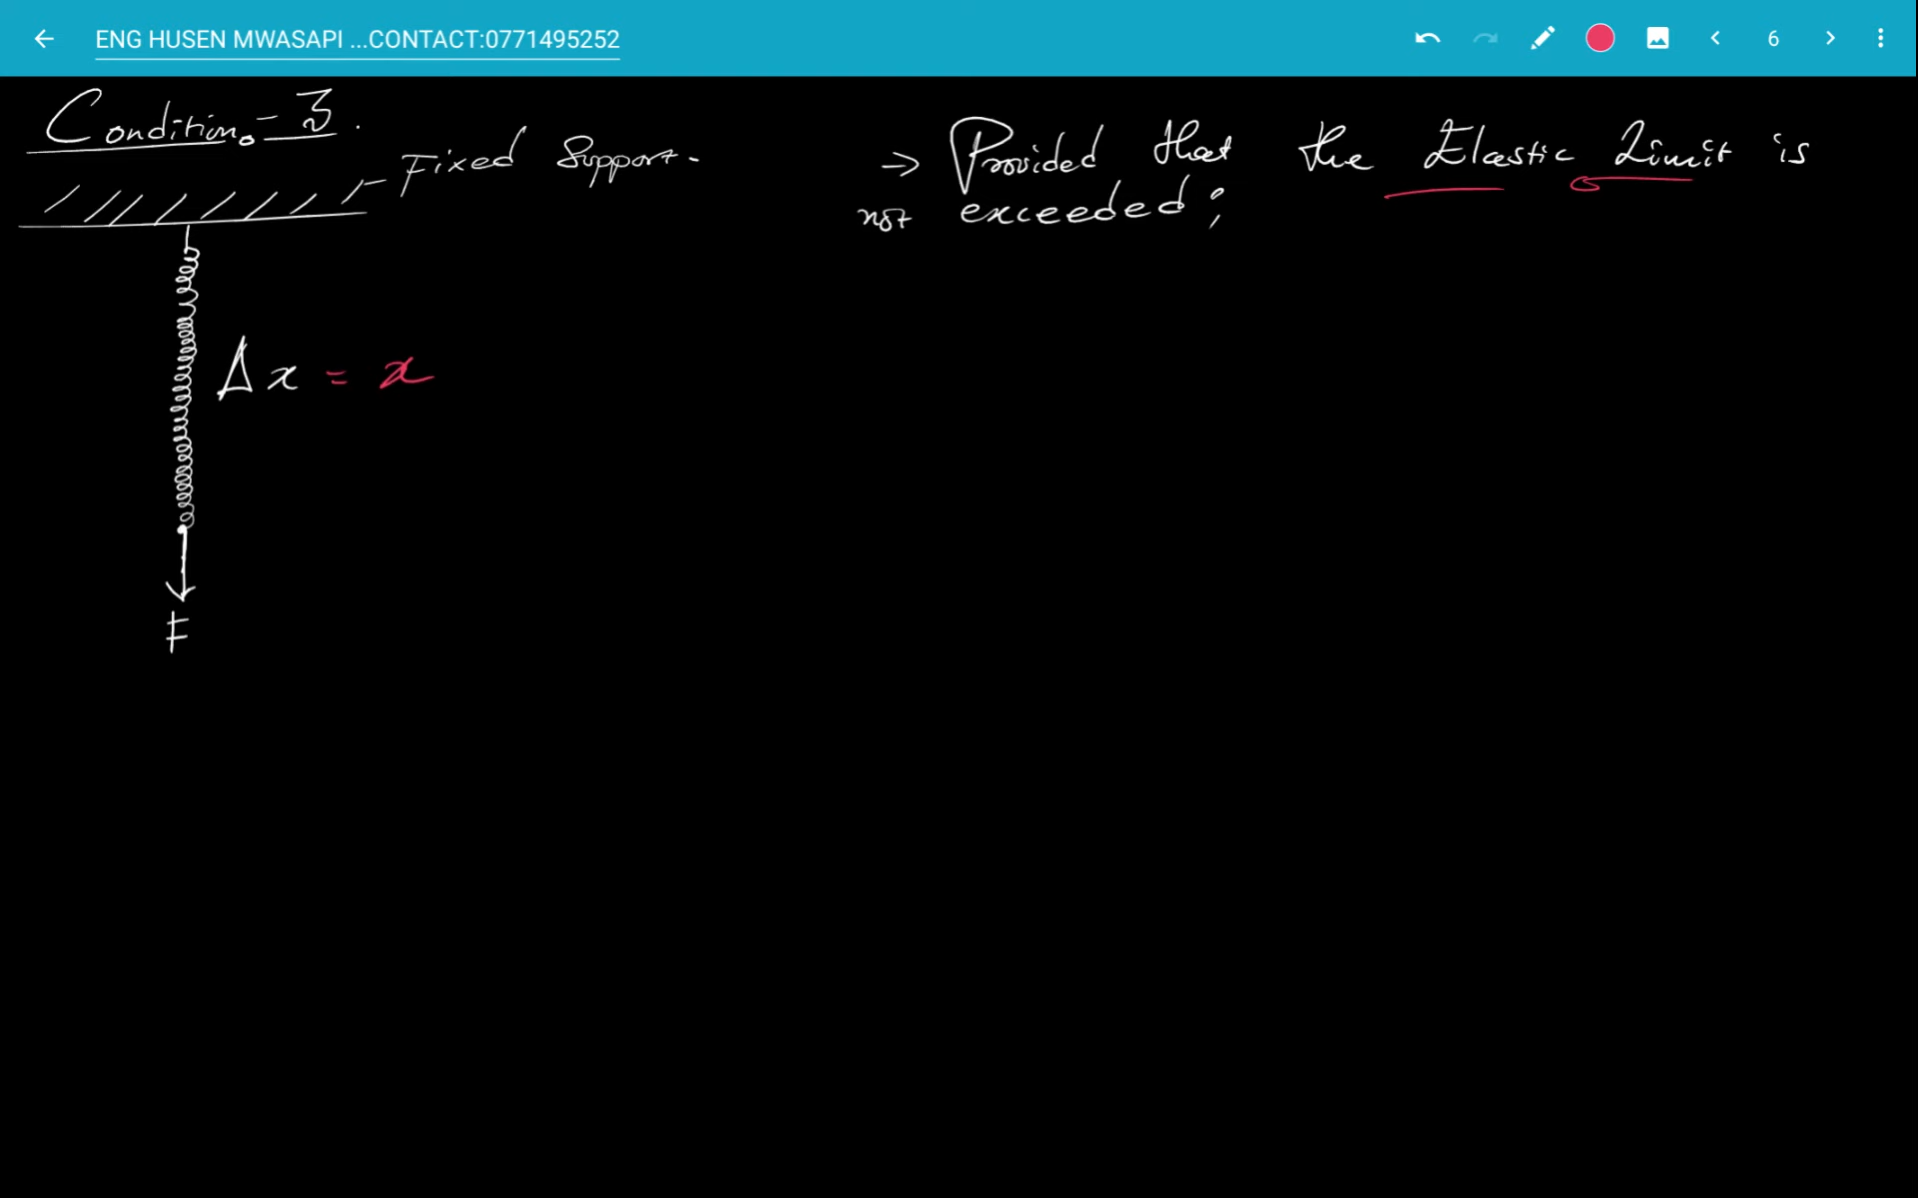 ENG HUSEN MWASAPI ...CONTACT:0771495252
6
Condition - 3.
Fixed Support.
→ Provided that the Elastic Limit is
not exceeded;
Δx = x
F